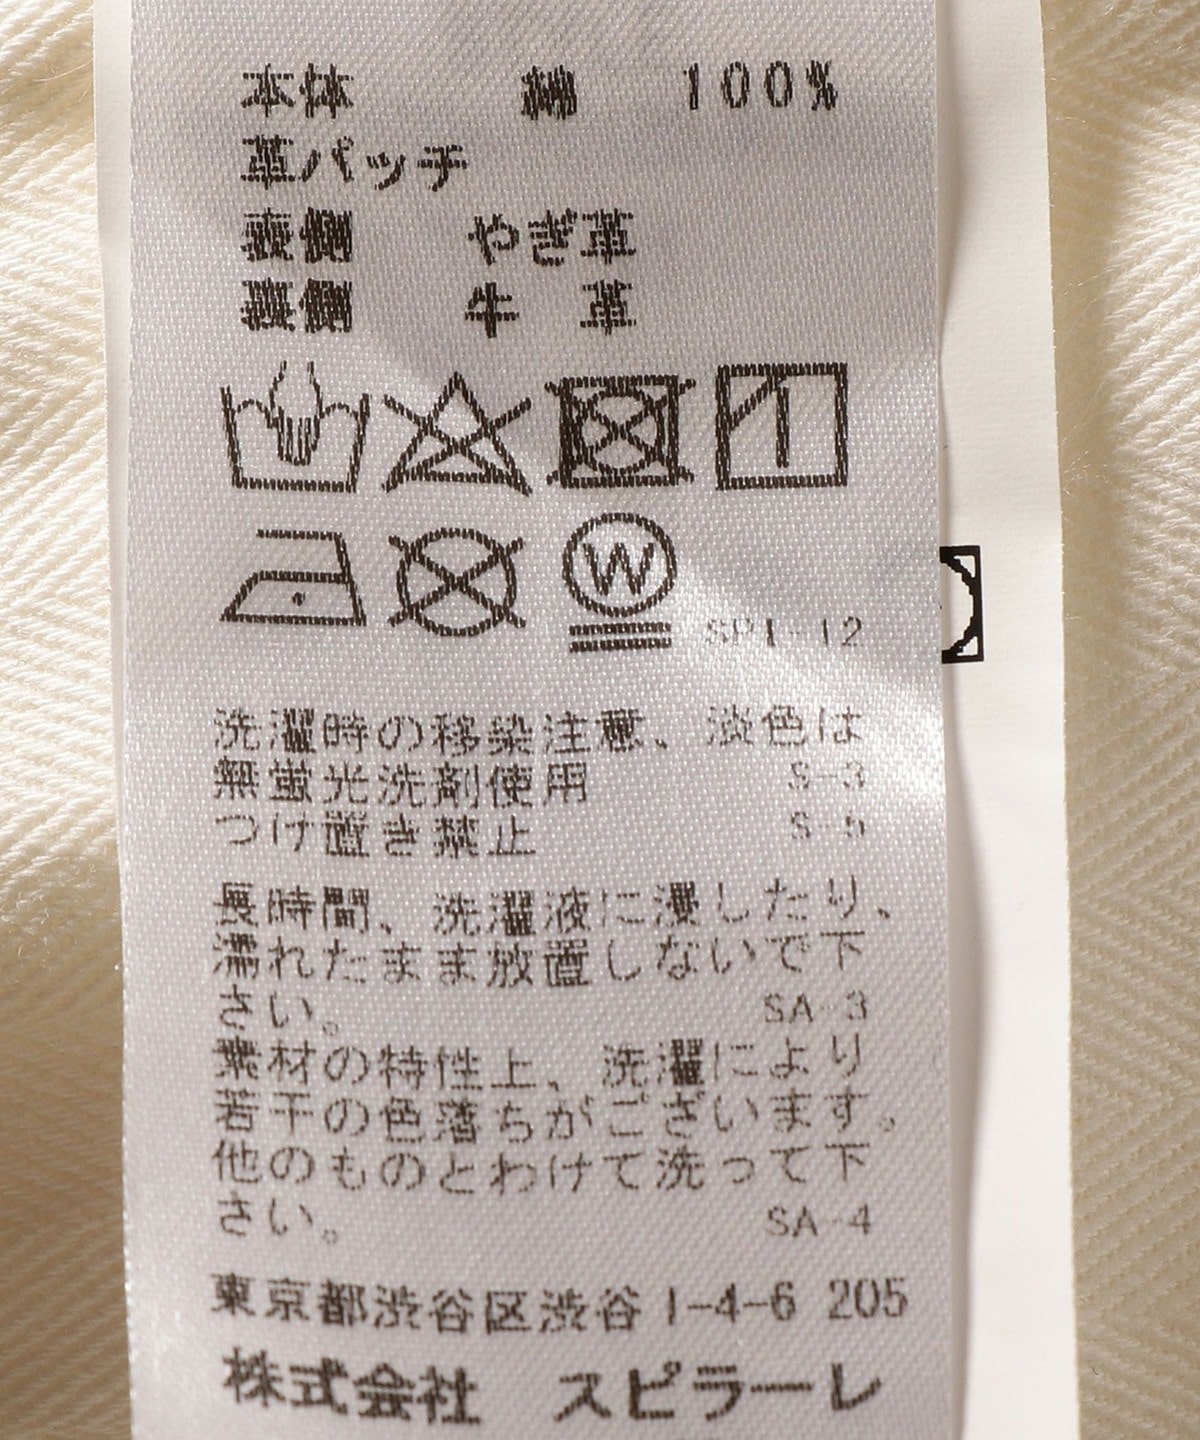 本体 綿 100%
革パッチ
表側 やぎ革
裏側 牛 革
W
SPI-12
洗濯時の移染注意、淡色は
無蛍光洗剤使用 S-3
つけ置き禁止 S-5
長時間、洗濯液に浸したり、
濡れたまま放置しないで下
さい。 SA-3
素材の特性上、洗濯により
若干の色落ちがございます。
他のものとわけて洗って下
さい。 SA-4
東京都渋谷区渋谷1-4-6 205
株式会社 スピラーレ